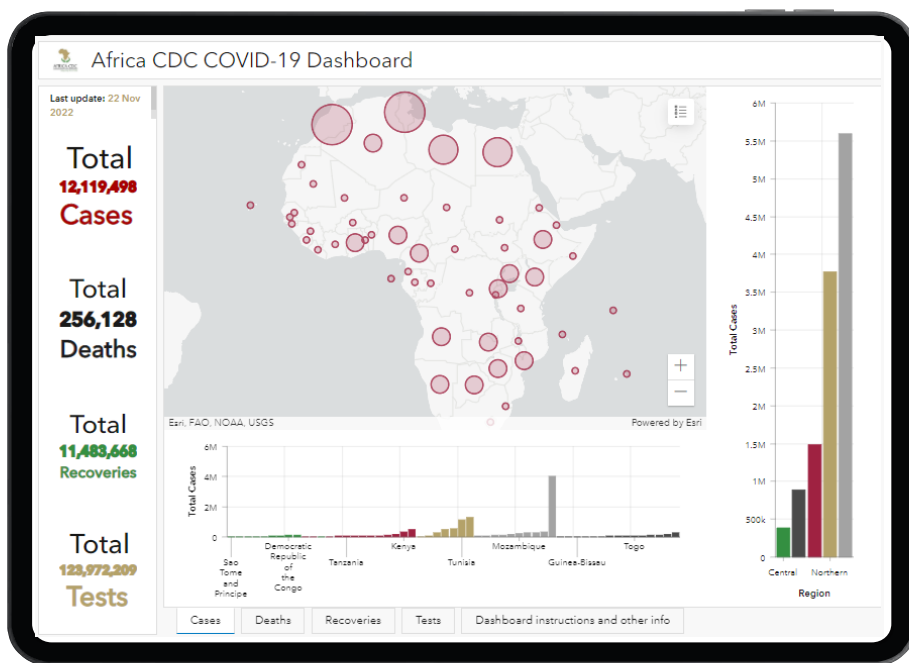 Africa CDC COVID-19 Dashboard
Last update: 22 Nov
2022
Total
12,119,498
Cases
Total
256,128
Deaths
Total
11,483,668
Recoveries
Total
123,972,209
Tests
Esri, FAO, NOAA, USGS
Powered by Esri
Total Cases
6M
4M
2M
0
Sao
Tome
and
Principe
Democratic
Republic
of
the
Congo
Tanzania
Kenya
Tunisia
Mozambique
Guinea-Bissau
Togo
Total Cases
6M
5.5M
5M
4.5M
4M
3.5M
3M
2.5M
2M
1.5M
1M
500k
0
Central
Northern
Region
Cases
Deaths
Recoveries
Tests
Dashboard instructions and other info